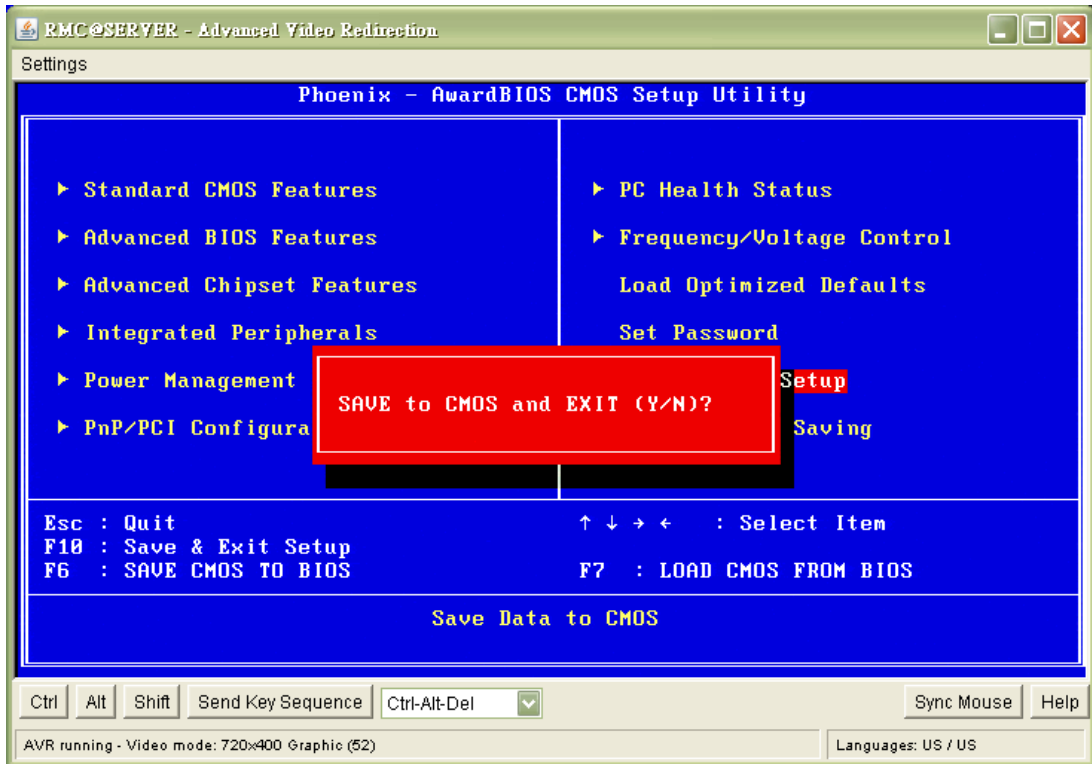 RMC@SERVER - Advanced Video Redirection
Settings
Phoenix - AwardBIOS CMOS Setup Utility
Standard CMOS Features
Advanced BIOS Features
Advanced Chipset Features
Integrated Peripherals
Power Management
PnP/PCI Configura
PC Health Status
Frequency/Voltage Control
Load Optimized Defaults
Set Password
Setup
Saving
SAVE to CMOS and EXIT (Y/N)?
Esc : Quit
F10 : Save & Exit Setup
F6 : SAVE CMOS TO BIOS
↑ ↓ → ← : Select Item
F7 : LOAD CMOS FROM BIOS
Save Data to CMOS
Ctrl Alt Shift Send Key Sequence Ctrl-Alt-Del Sync Mouse Help
AVR running - Video mode: 720x400 Graphic (52) Languages: US / US